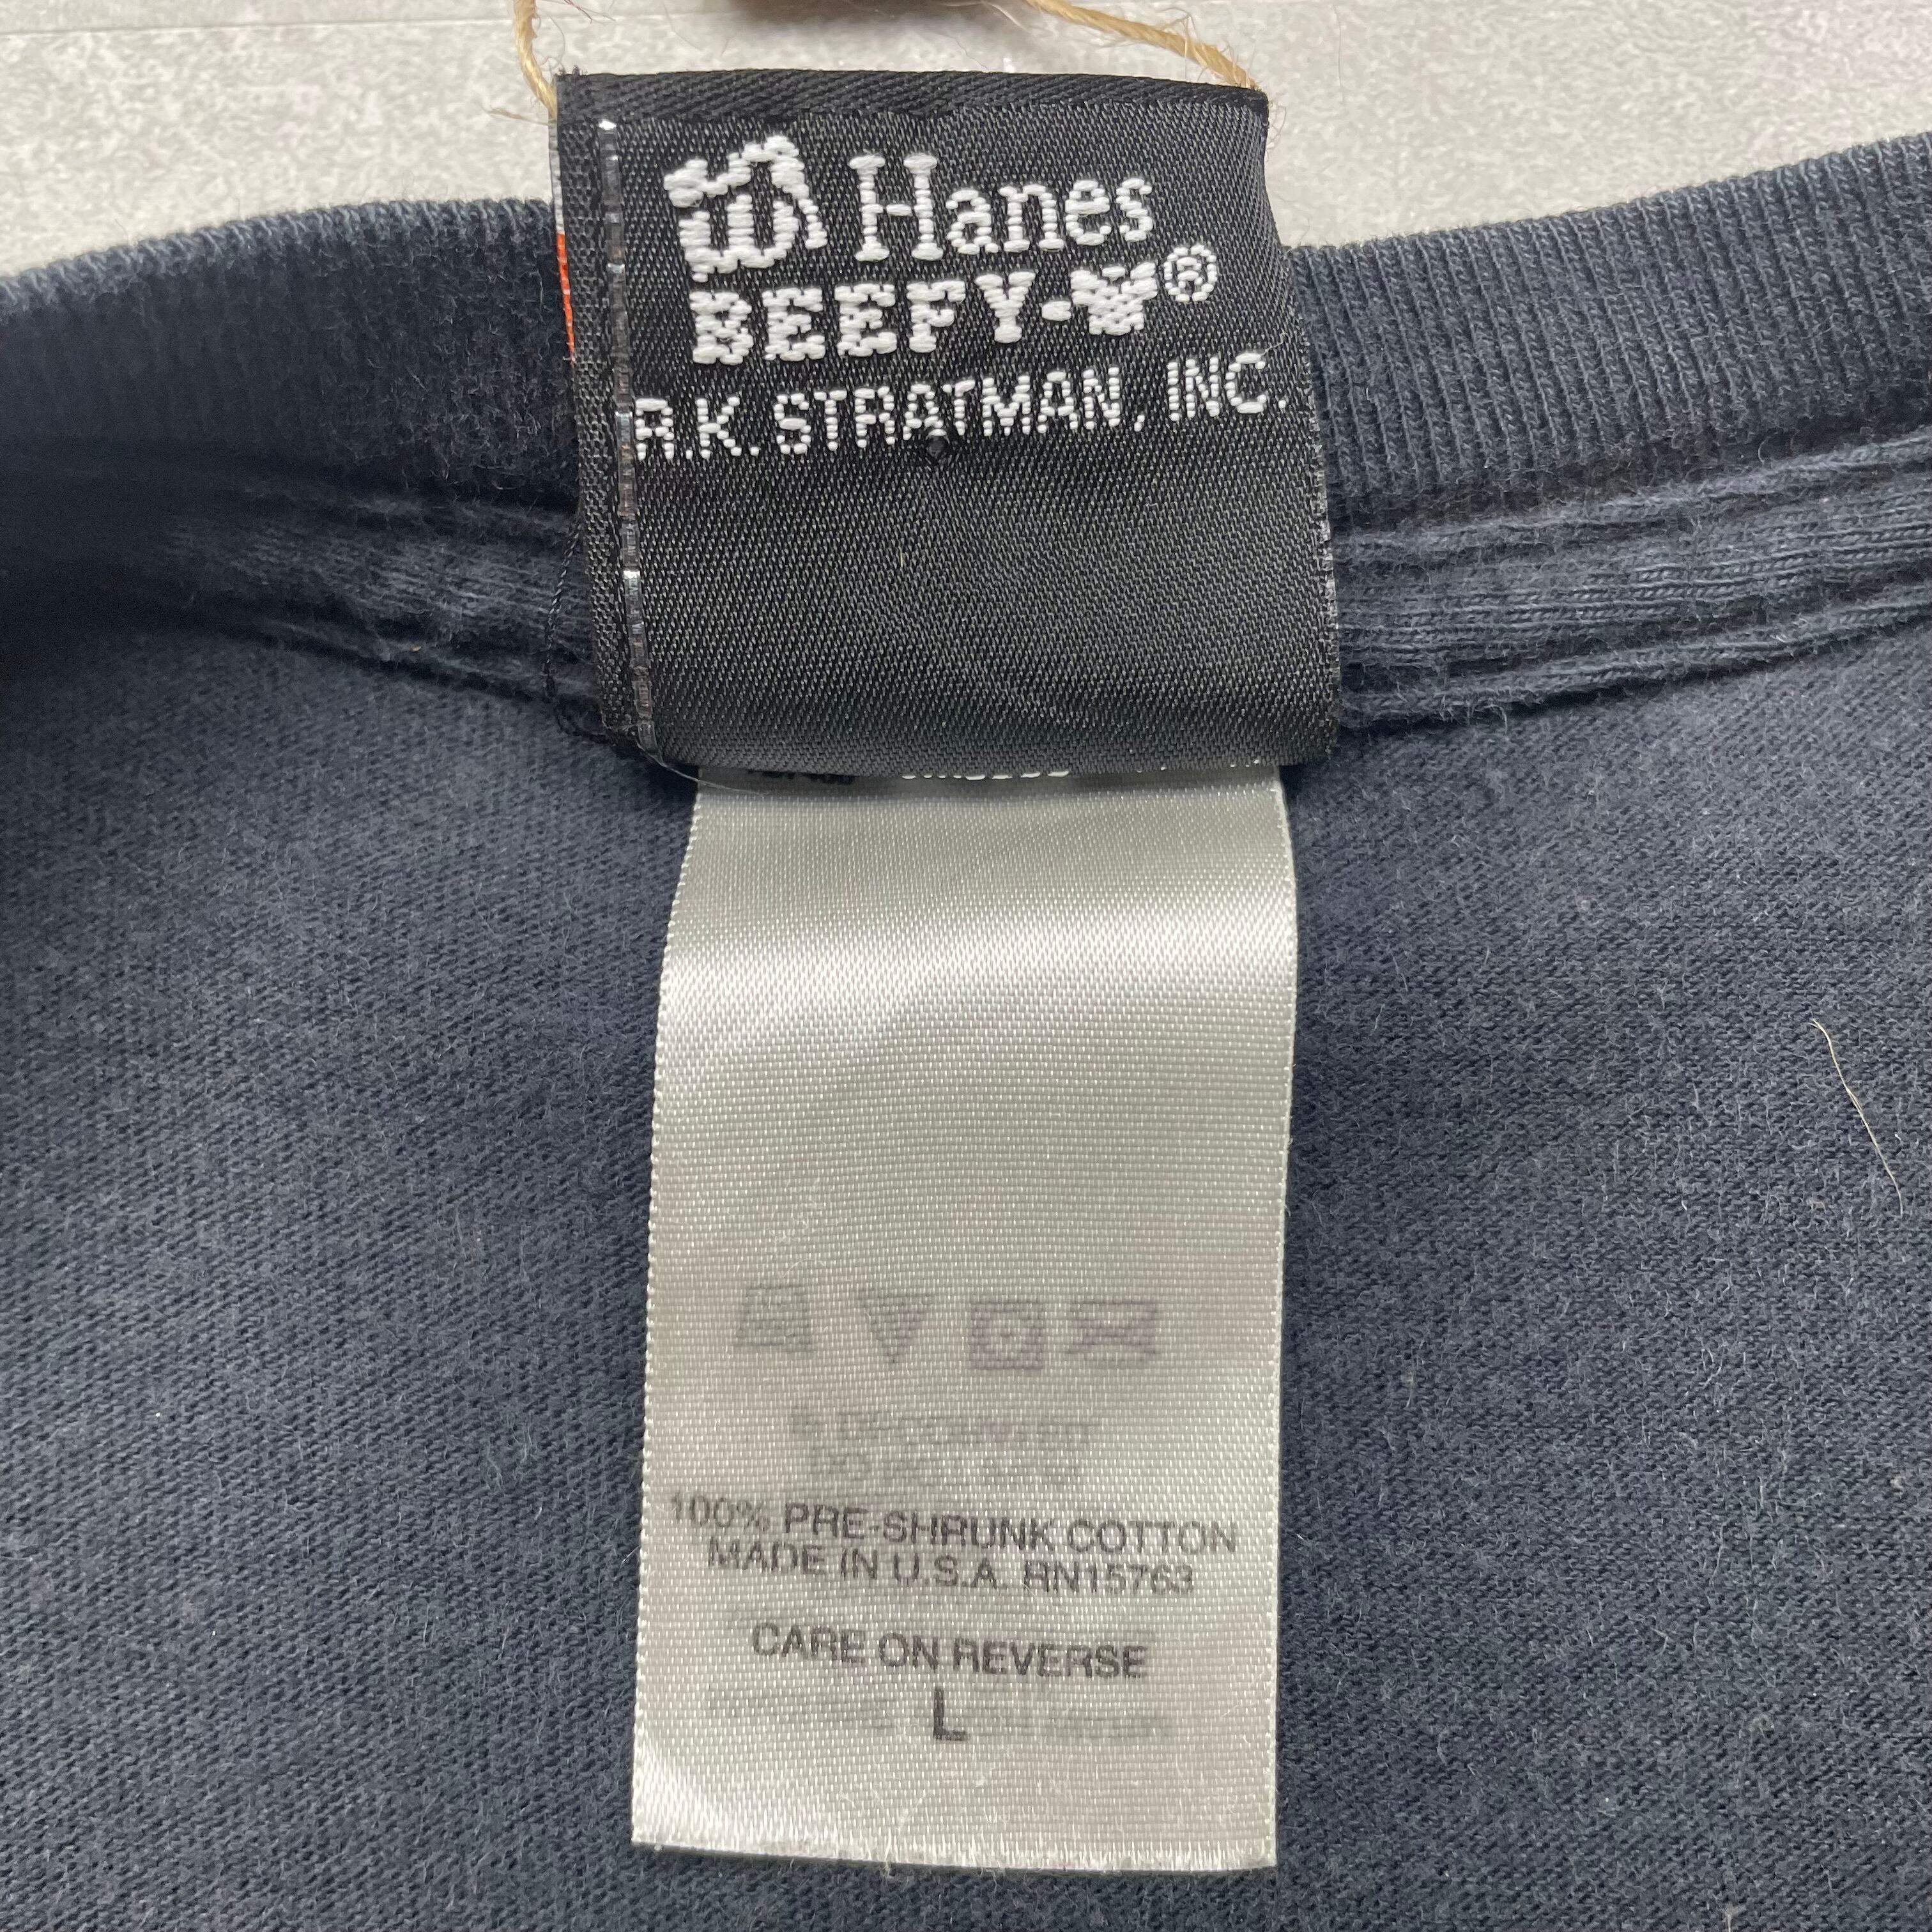 Hanes
BEEFY-T®
R.K. STRATMAN, INC.
100% PRE-SHRUNK COTTON
MADE IN U.S.A. RN15763
CARE ON REVERSE
L